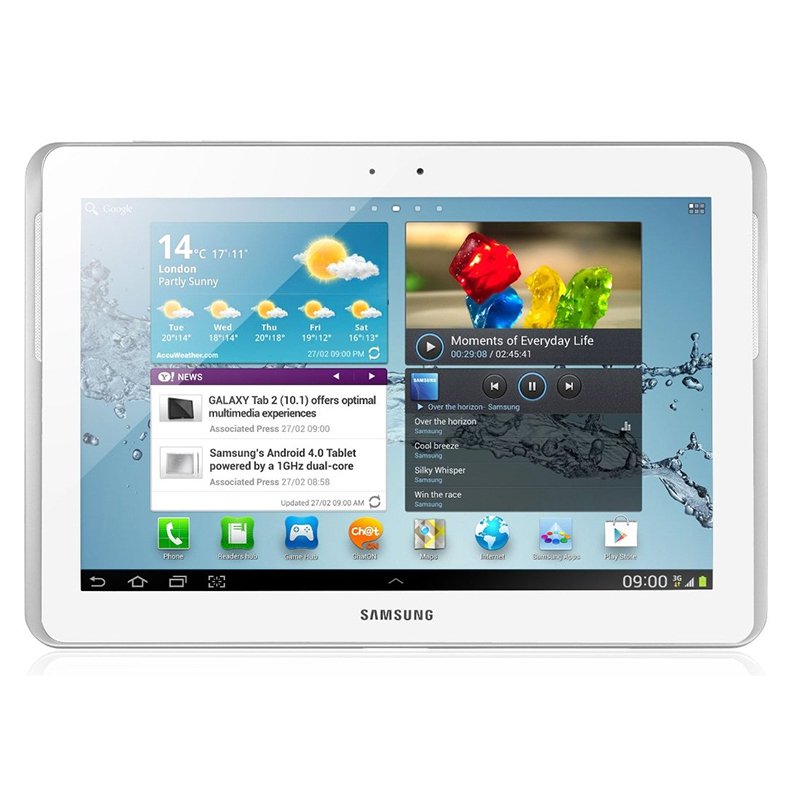 Google
14°C 17°11°
London
Partly Sunny
Tue Wed Thu Fri Sat
20°|14° 18°|14° 20°|18° 19°|12° 16°|13°
AccuWeather.com 27/02 09:00 PM
Moments of Everyday Life
00:29:08 / 02:45:41
Y! NEWS
GALAXY Tab 2 (10.1) offers optimal
multimedia experiences
Associated Press 27/02 09:00
Samsung's Android 4.0 Tablet
powered by a 1GHz dual-core
Associated Press 27/02 08:58
Updated 27/02 09:00 AM
SAMSUNG
Over the horizon- Samsung
Over the horizon
Samsung
Cool breeze
Samsung
Silky Whisper
Samsung
Win the race
Samsung
Ch@t
ON
Phone Readers hub Game Hub ChatON Maps Internet Samsung Apps Play Store
09:00 3G
SAMSUNG